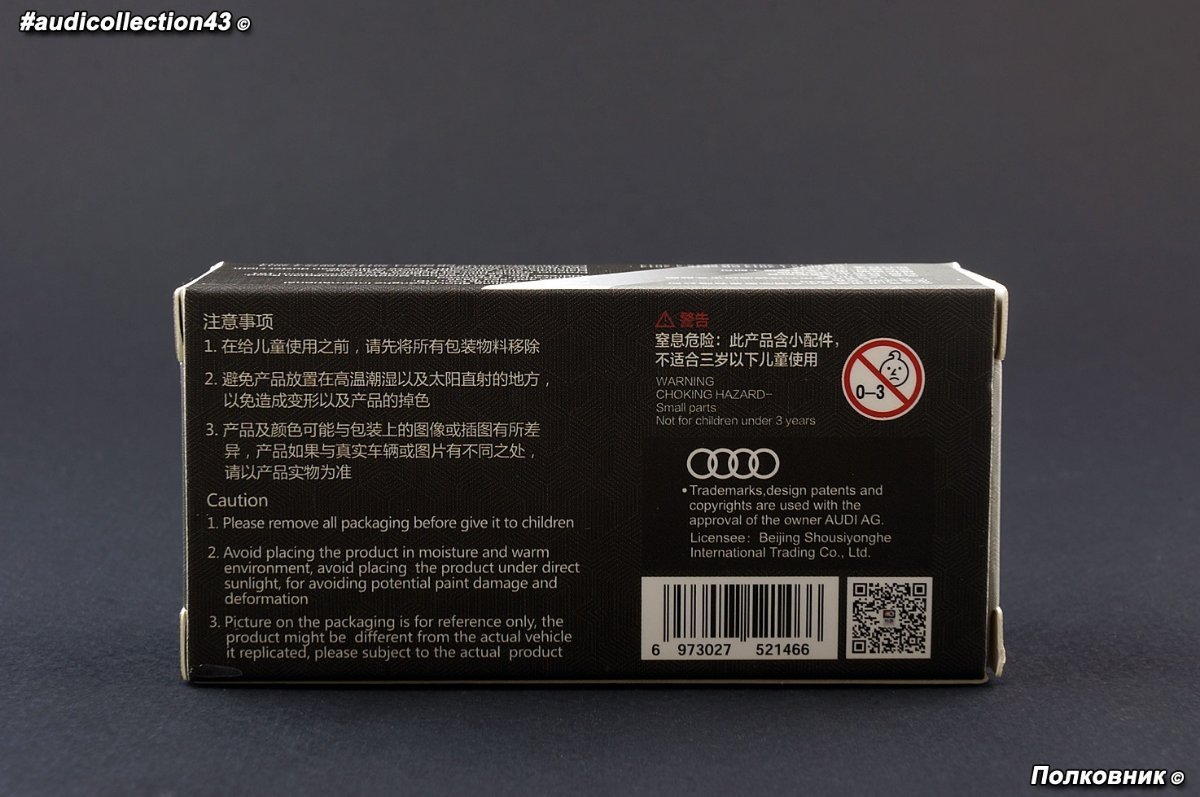 #audicollection43 ©
注意事项
1. 在给儿童使用之前，请先将所有包装物料移除
2. 避免产品放置在高温潮湿以及太阳直射的地方，
以免造成变形以及产品的掉色
3. 产品及颜色可能与包装上的图像或插图有所差
异，产品如果与真实车辆或图片有不同之处，
请以产品实物为准
Caution
1. Please remove all packaging before give it to children
2. Avoid placing the product in moisture and warm
environment, avoid placing the product under direct
sunlight, for avoiding potential paint damage and
deformation
3. Picture on the packaging is for reference only, the
product might be different from the actual vehicle
it replicated, please subject to the actual product
警告
窒息危险：此产品含小配件，
不适合三岁以下儿童使用
WARNING
CHOKING HAZARD–
Small parts
Not for children under 3 years
0–3
•Trademarks,design patents and
copyrights are used with the
approval of the owner AUDI AG.
Licensee: Beijing Shousiyonghe
International Trading Co., Ltd.
6 973027 521466
Полковник ©